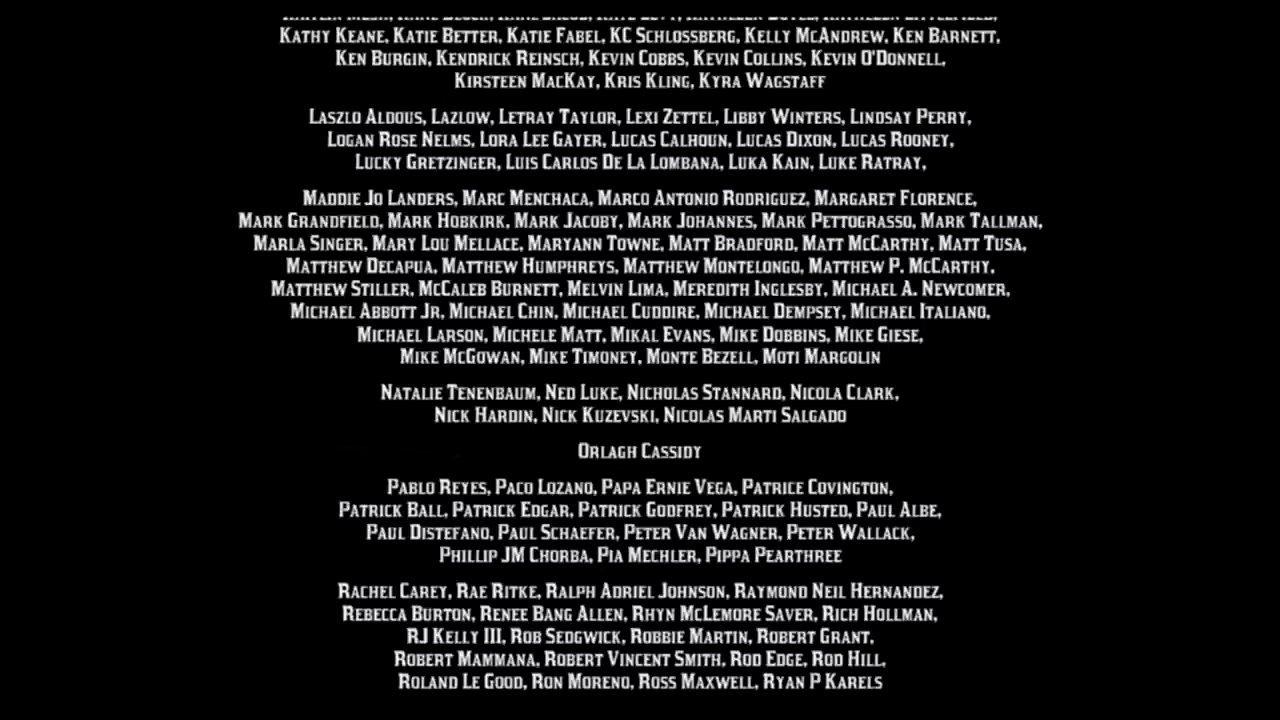 Kathy Keane, Katie Better, Katie Fabel, KC Schlossberg, Kelly McAndrew, Ken Barnett,
Ken Burgin, Kendrick Reinsch, Kevin Cobbs, Kevin Collins, Kevin O'Donnell,
Kirsteen MacKay, Kris Kling, Kyra Wagstaff
Laszlo Aldous, Lazlow, Letray Taylor, Lexi Zettel, Libby Winters, Lindsay Perry,
Logan Rose Nelms, Lora Lee Gayer, Lucas Calhoun, Lucas Dixon, Lucas Rooney,
Lucky Gretzinger, Luis Carlos De La Lombana, Luka Kain, Luke Ratray,
Maddie Jo Landers, Marc Menchaca, Marco Antonio Rodriguez, Margaret Florence,
Mark Grandfield, Mark Hobkirk, Mark Jacoby, Mark Johannes, Mark Pettograsso, Mark Tallman,
Marla Singer, Mary Lou Mellace, Maryann Towne, Matt Bradford, Matt McCarthy, Matt Tusa,
Matthew Decapua, Matthew Humphreys, Matthew Montelongo, Matthew P. McCarthy,
Matthew Stiller, McCaleb Burnett, Melvin Lima, Meredith Inglesby, Michael A. Newcomer,
Michael Abbott Jr, Michael Chin, Michael Cuddire, Michael Dempsey, Michael Italiano,
Michael Larson, Michele Matt, Mikal Evans, Mike Dobbins, Mike Giese,
Mike McGowan, Mike Timoney, Monte Bezell, Moti Margolin
Natalie Tenenbaum, Ned Luke, Nicholas Stannard, Nicola Clark,
Nick Hardin, Nick Kuzevski, Nicolas Marti Salgado
Orlagh Cassidy
Pablo Reyes, Paco Lozano, Papa Ernie Vega, Patrice Covington,
Patrick Ball, Patrick Edgar, Patrick Godfrey, Patrick Husted, Paul Albe,
Paul Distefano, Paul Schaefer, Peter Van Wagner, Peter Wallack,
Phillip JM Chorba, Pia Mechler, Pippa Pearthree
Rachel Carey, Rae Ritke, Ralph Adriel Johnson, Raymond Neil Hernandez,
Rebecca Burton, Renee Bang Allen, Rhyn McLemore Saver, Rich Hollman,
RJ Kelly III, Rob Sedgwick, Robbie Martin, Robert Grant,
Robert Mammana, Robert Vincent Smith, Rod Edge, Rod Hill,
Roland Le Good, Ron Moreno, Ross Maxwell, Ryan P Karels